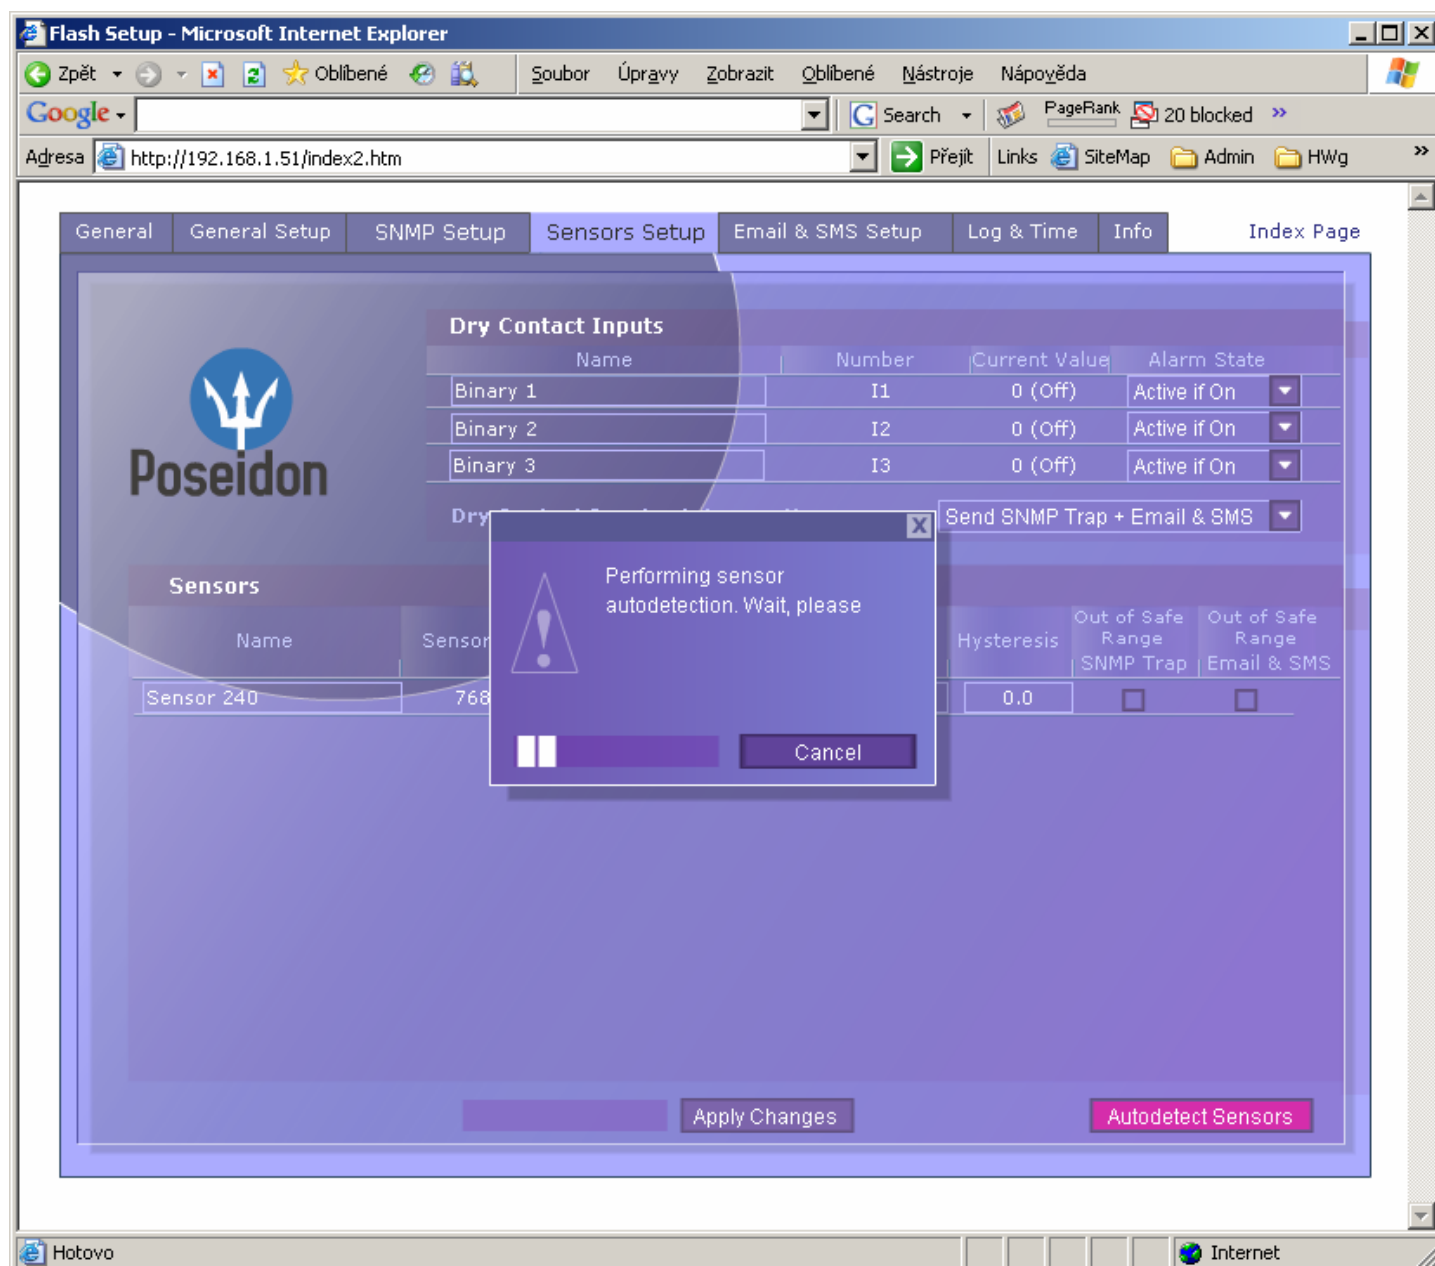 Flash Setup - Microsoft Internet Explorer
Zpět Oblíbené Soubor Úpravy Zobrazit Oblíbené Nástroje Nápověda
Google Search PageRank 20 blocked »
Adresa http://192.168.1.51/index2.htm Přejít Links SiteMap Admin HWg »
General General Setup SNMP Setup Sensors Setup Email & SMS Setup Log & Time Info Index Page
Dry Contact Inputs
Name Number Current Value Alarm State
Binary 1 I1 0 (Off) Active if On
Binary 2 I2 0 (Off) Active if On
Binary 3 I3 0 (Off) Active if On
Poseidon
Dry Send SNMP Trap + Email & SMS
X
Performing sensor
autodetection. Wait, please
Cancel
Sensors
Name Sensor Hysteresis Out of Safe Range SNMP Trap Out of Safe Range Email & SMS
Sensor 240 768 0.0
Apply Changes Autodetect Sensors
Hotovo Internet